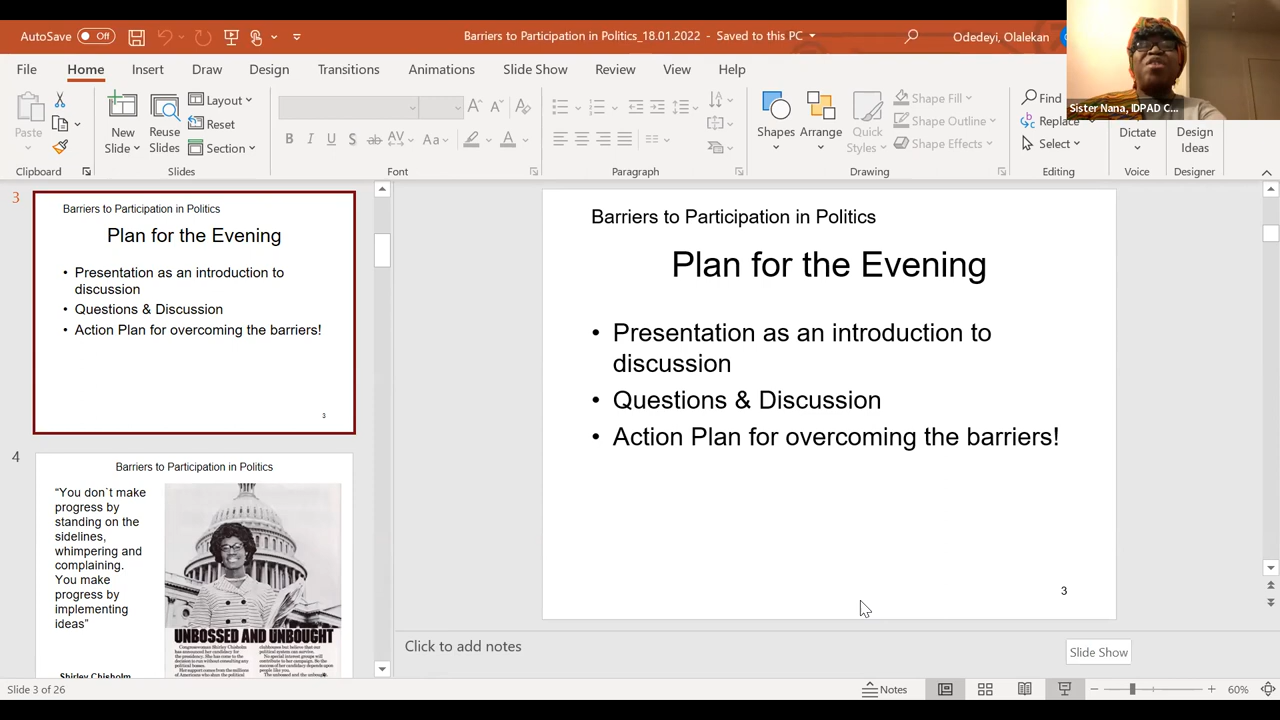 AutoSave Off
Barriers to Participation in Politics_18.01.2022 - Saved to this PC
Odedeyi, Olalekan
Sister Nana, IDPAD C...
File Home Insert Draw Design Transitions Animations Slide Show Review View Help
Paste
Clipboard
New Slide
Reuse Slides
Layout
Reset
Section
Slides
B I U S ab AV Aa A
Font
Paragraph
Shapes
Arrange
Quick Styles
Shape Fill
Shape Outline
Shape Effects
Drawing
Find
Replace
Select
Editing
Dictate
Voice
Design Ideas
Designer
3
Barriers to Participation in Politics
Plan for the Evening
• Presentation as an introduction to
discussion
• Questions & Discussion
• Action Plan for overcoming the barriers!
3
4
Barriers to Participation in Politics
“You don´t make
progress by
standing on the
sidelines,
whimpering and
complaining.
You make
progress by
implementing
ideas”
Shirley Chisholm
UNBOSSED AND UNBOUGHT
Barriers to Participation in Politics
Plan for the Evening
• Presentation as an introduction to
discussion
• Questions & Discussion
• Action Plan for overcoming the barriers!
3
Click to add notes
Slide Show
Slide 3 of 26
Notes
60%